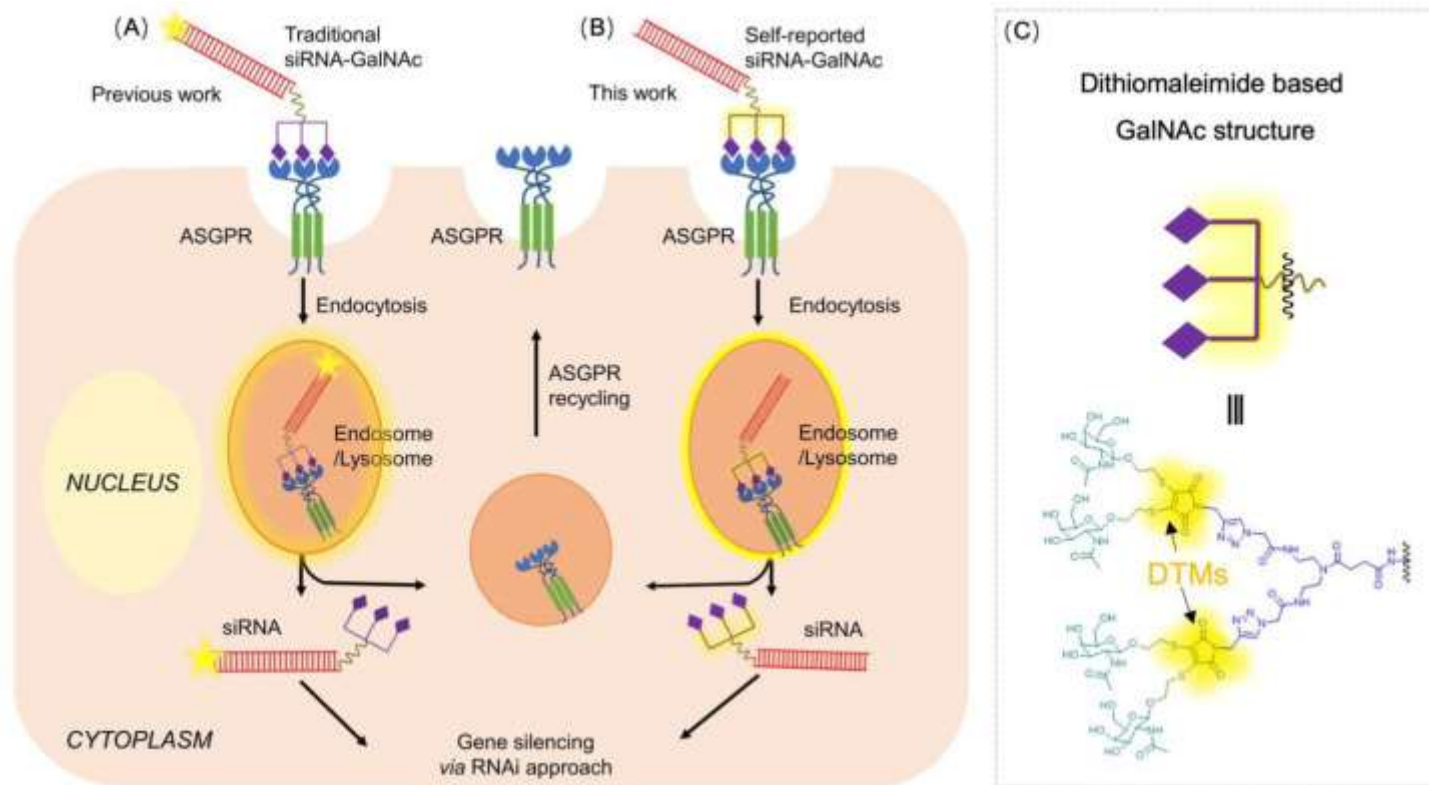 (A)
Traditional
siRNA-GalNAc
Previous work
(B)
Self-reported
siRNA-GalNAc
This work
ASGPR
ASGPR
ASGPR
Endocytosis
Endocytosis
ASGPR
recycling
Endosome
/Lysosome
Endosome
/Lysosome
NUCLEUS
siRNA
siRNA
CYTOPLASM
Gene silencing
via RNAi approach
(C)
Dithiomaleimide based
GalNAc structure
DTMs